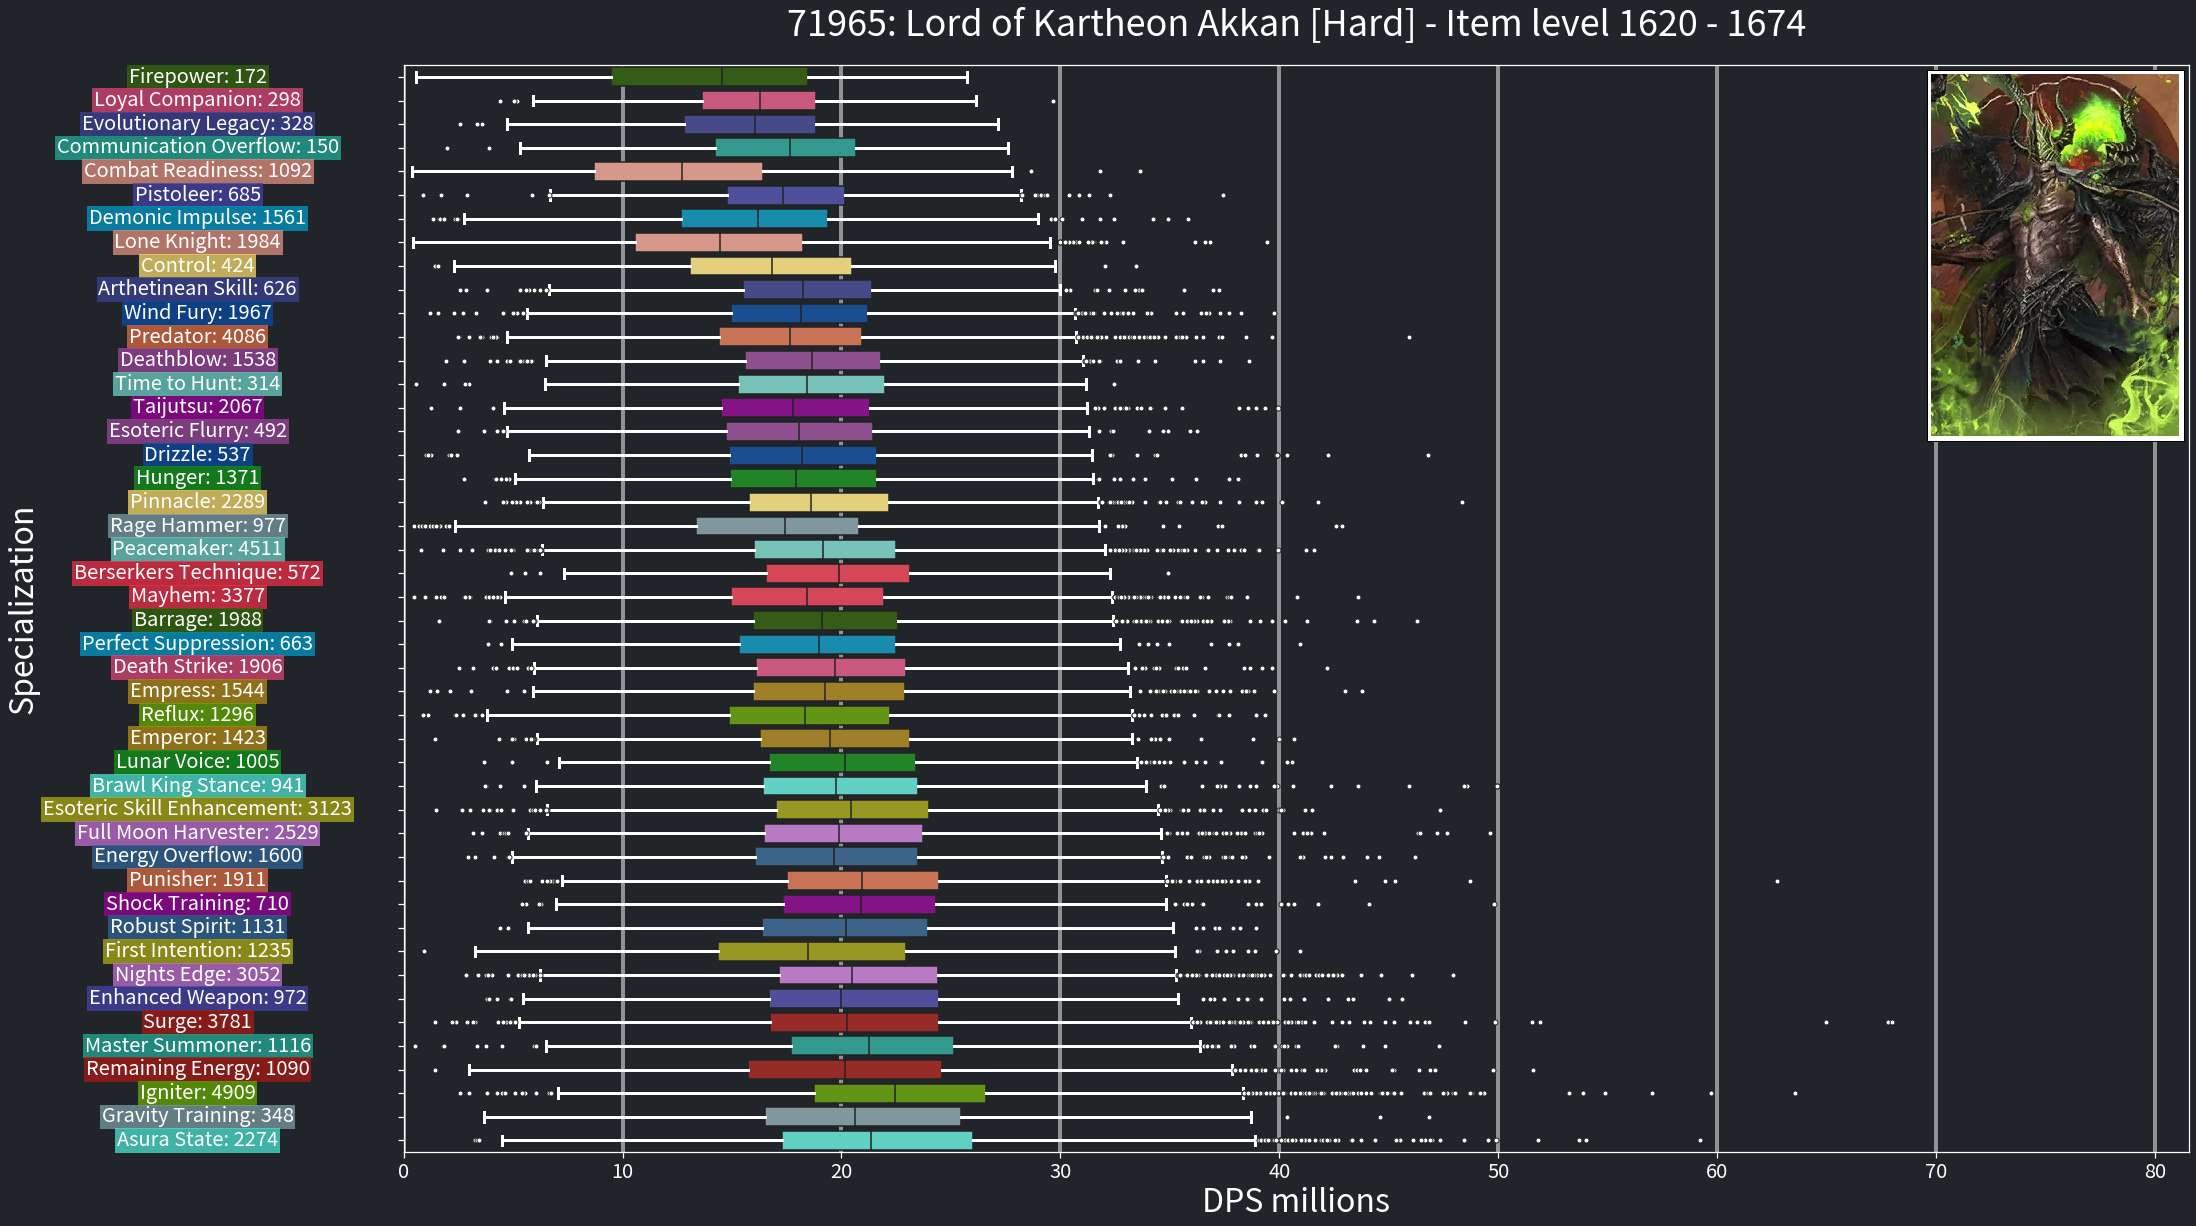 71965: Lord of Kartheon Akkan [Hard] - Item level 1620 - 1674
Specialization
Firepower: 172
Loyal Companion: 298
Evolutionary Legacy: 328
Communication Overflow: 150
Combat Readiness: 1092
Pistoleer: 685
Demonic Impulse: 1561
Lone Knight: 1984
Control: 424
Arthetinean Skill: 626
Wind Fury: 1967
Predator: 4086
Deathblow: 1538
Time to Hunt: 314
Taijutsu: 2067
Esoteric Flurry: 492
Drizzle: 537
Hunger: 1371
Pinnacle: 2289
Rage Hammer: 977
Peacemaker: 4511
Berserkers Technique: 572
Mayhem: 3377
Barrage: 1988
Perfect Suppression: 663
Death Strike: 1906
Empress: 1544
Reflux: 1296
Emperor: 1423
Lunar Voice: 1005
Brawl King Stance: 941
Esoteric Skill Enhancement: 3123
Full Moon Harvester: 2529
Energy Overflow: 1600
Punisher: 1911
Shock Training: 710
Robust Spirit: 1131
First Intention: 1235
Nights Edge: 3052
Enhanced Weapon: 972
Surge: 3781
Master Summoner: 1116
Remaining Energy: 1090
Igniter: 4909
Gravity Training: 348
Asura State: 2274
0 10 20 30 40 50 60 70 80
DPS millions